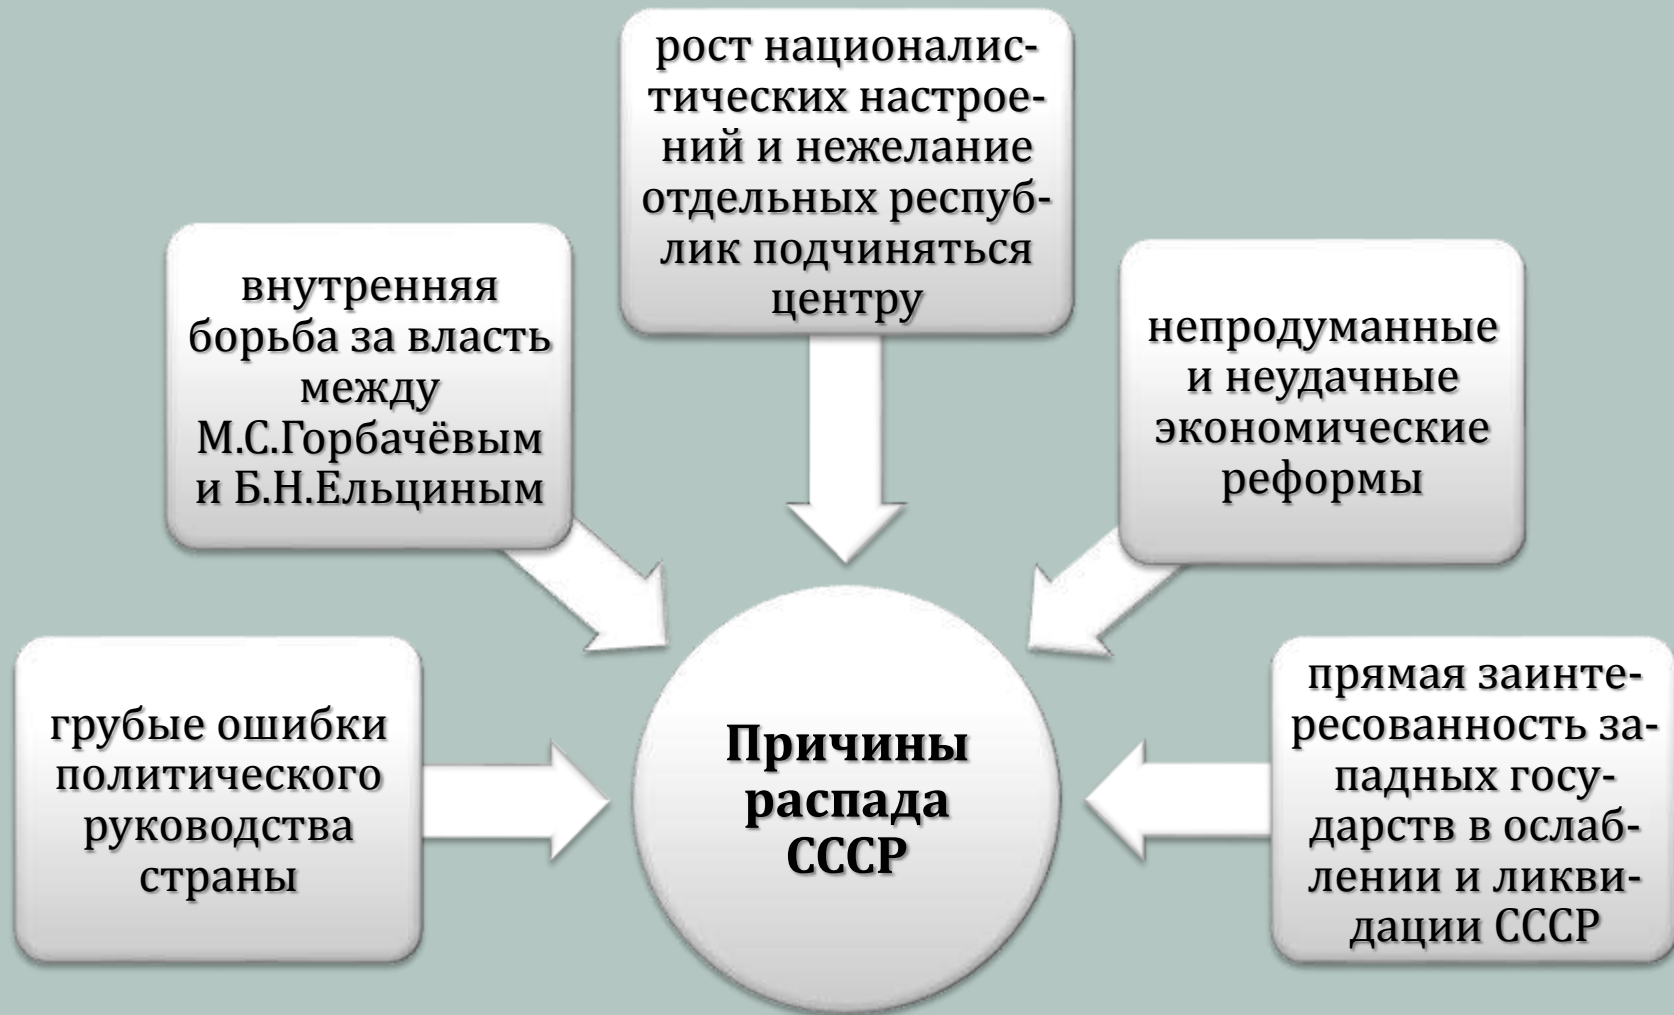 рост националис-
тических настрое-
ний и нежелание
отдельных респуб-
лик подчиняться
центру
внутренняя
борьба за власть
между
М.С.Горбачёвым
и Б.Н.Ельциным
непродуманные
и неудачные
экономические
реформы
грубые ошибки
политического
руководства
страны
Причины
распада
СССР
прямая заинте-
ресованность за-
падных госу-
дарств в ослаб-
лении и ликви-
дации СССР